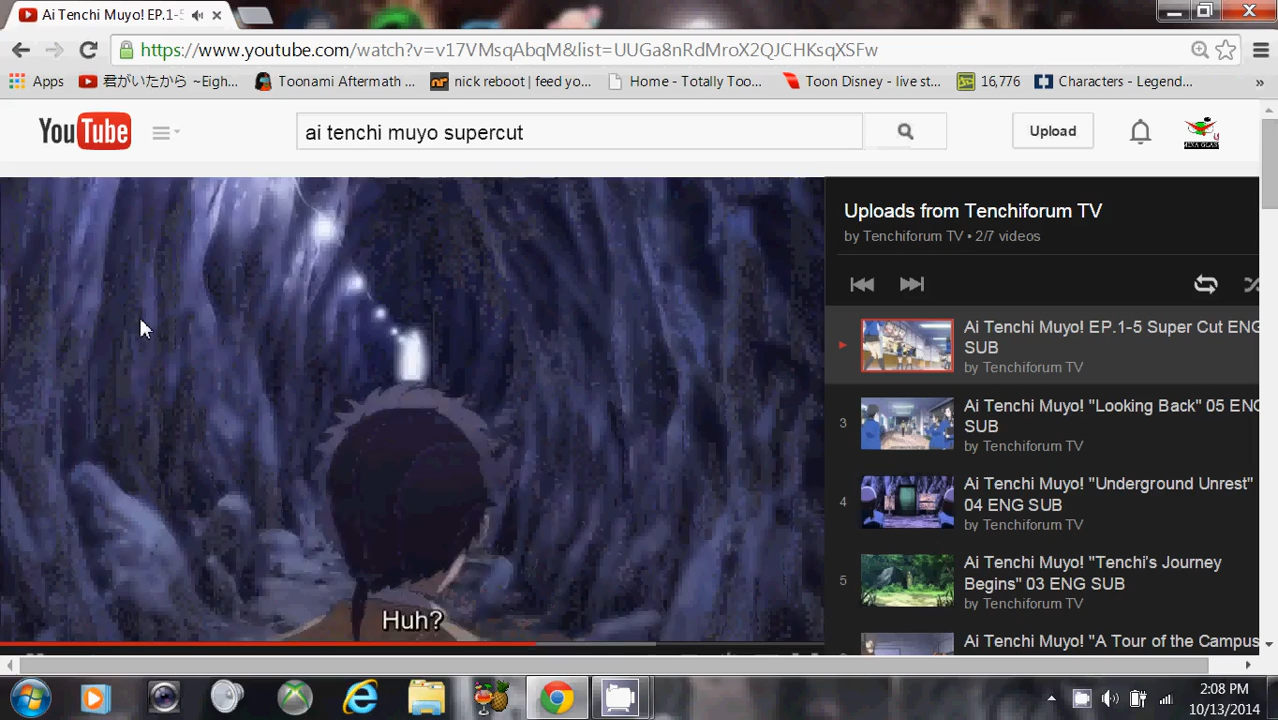 Ai Tenchi Muyo! EP.1-5
https://www.youtube.com/watch?v=v17VMsqAbqM&list=UUGa8nRdMroX2QJCHKsqXSFw
Apps
君がいたから ~Eigh...
Toonami Aftermath ...
nick reboot | feed yo...
Home - Totally Too...
Toon Disney - live st...
16,776
Characters - Legend...
»
YouTube
ai tenchi muyo supercut
Upload
Uploads from Tenchiforum TV
by Tenchiforum TV • 2/7 videos
Ai Tenchi Muyo! EP.1-5 Super Cut ENG
SUB
by Tenchiforum TV
3
Ai Tenchi Muyo! "Looking Back" 05 ENG
SUB
by Tenchiforum TV
4
Ai Tenchi Muyo! "Underground Unrest"
04 ENG SUB
by Tenchiforum TV
5
Ai Tenchi Muyo! "Tenchi's Journey
Begins" 03 ENG SUB
by Tenchiforum TV
Ai Tenchi Muyo! "A Tour of the Campus
Huh?
2:08 PM
10/13/2014